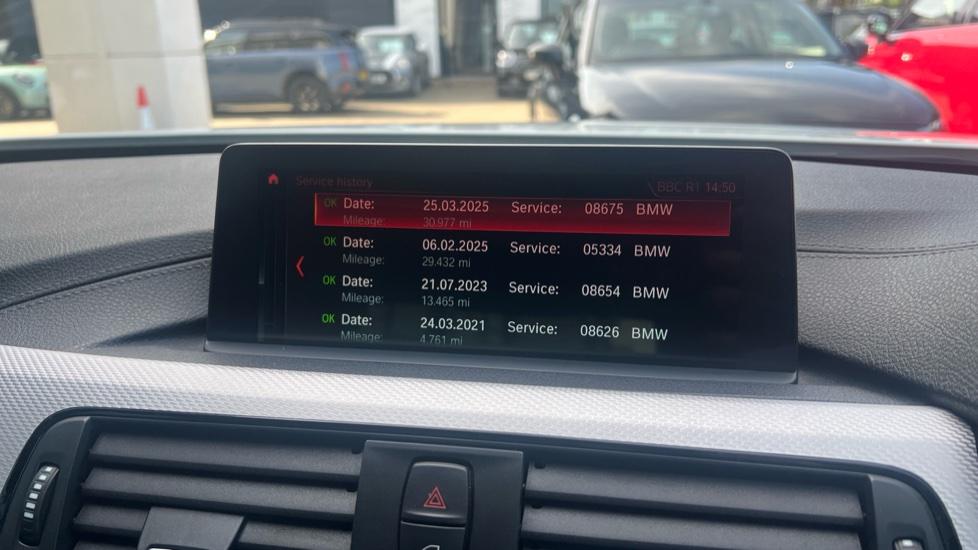 Service history
BBC R1 14:50
OK Date: 25.03.2025 Service: 08675 BMW
Mileage: 30.977 mi
OK Date: 06.02.2025 Service: 05334 BMW
Mileage: 29.432 mi
OK Date: 21.07.2023 Service: 08654 BMW
Mileage: 13.465 mi
OK Date: 24.03.2021 Service: 08626 BMW
Mileage: 4.761 mi